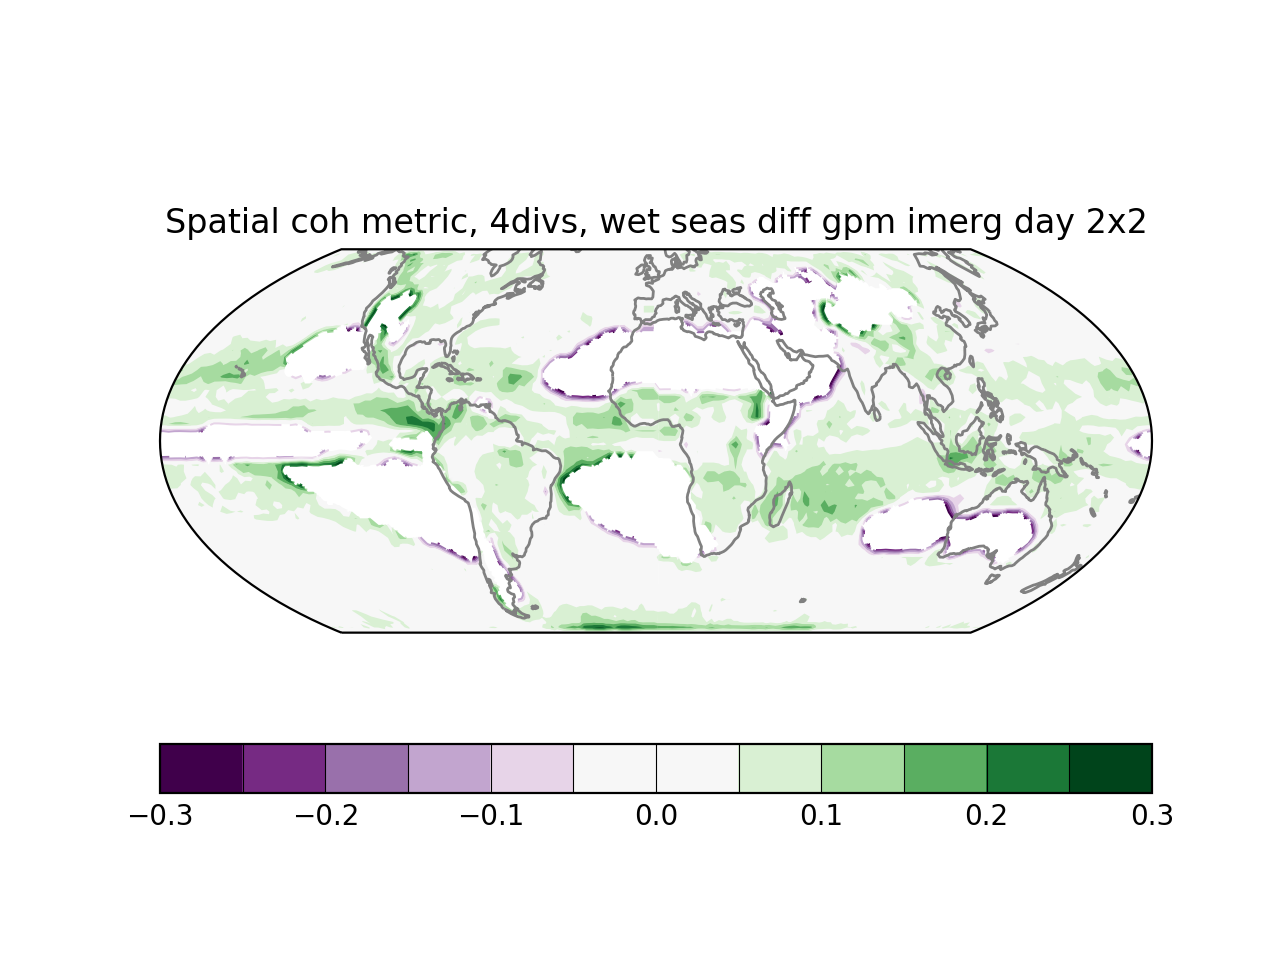 Spatial coh metric, 4divs, wet seas diff gpm imerg day 2x2
−0.3 −0.2 −0.1 0.0 0.1 0.2 0.3